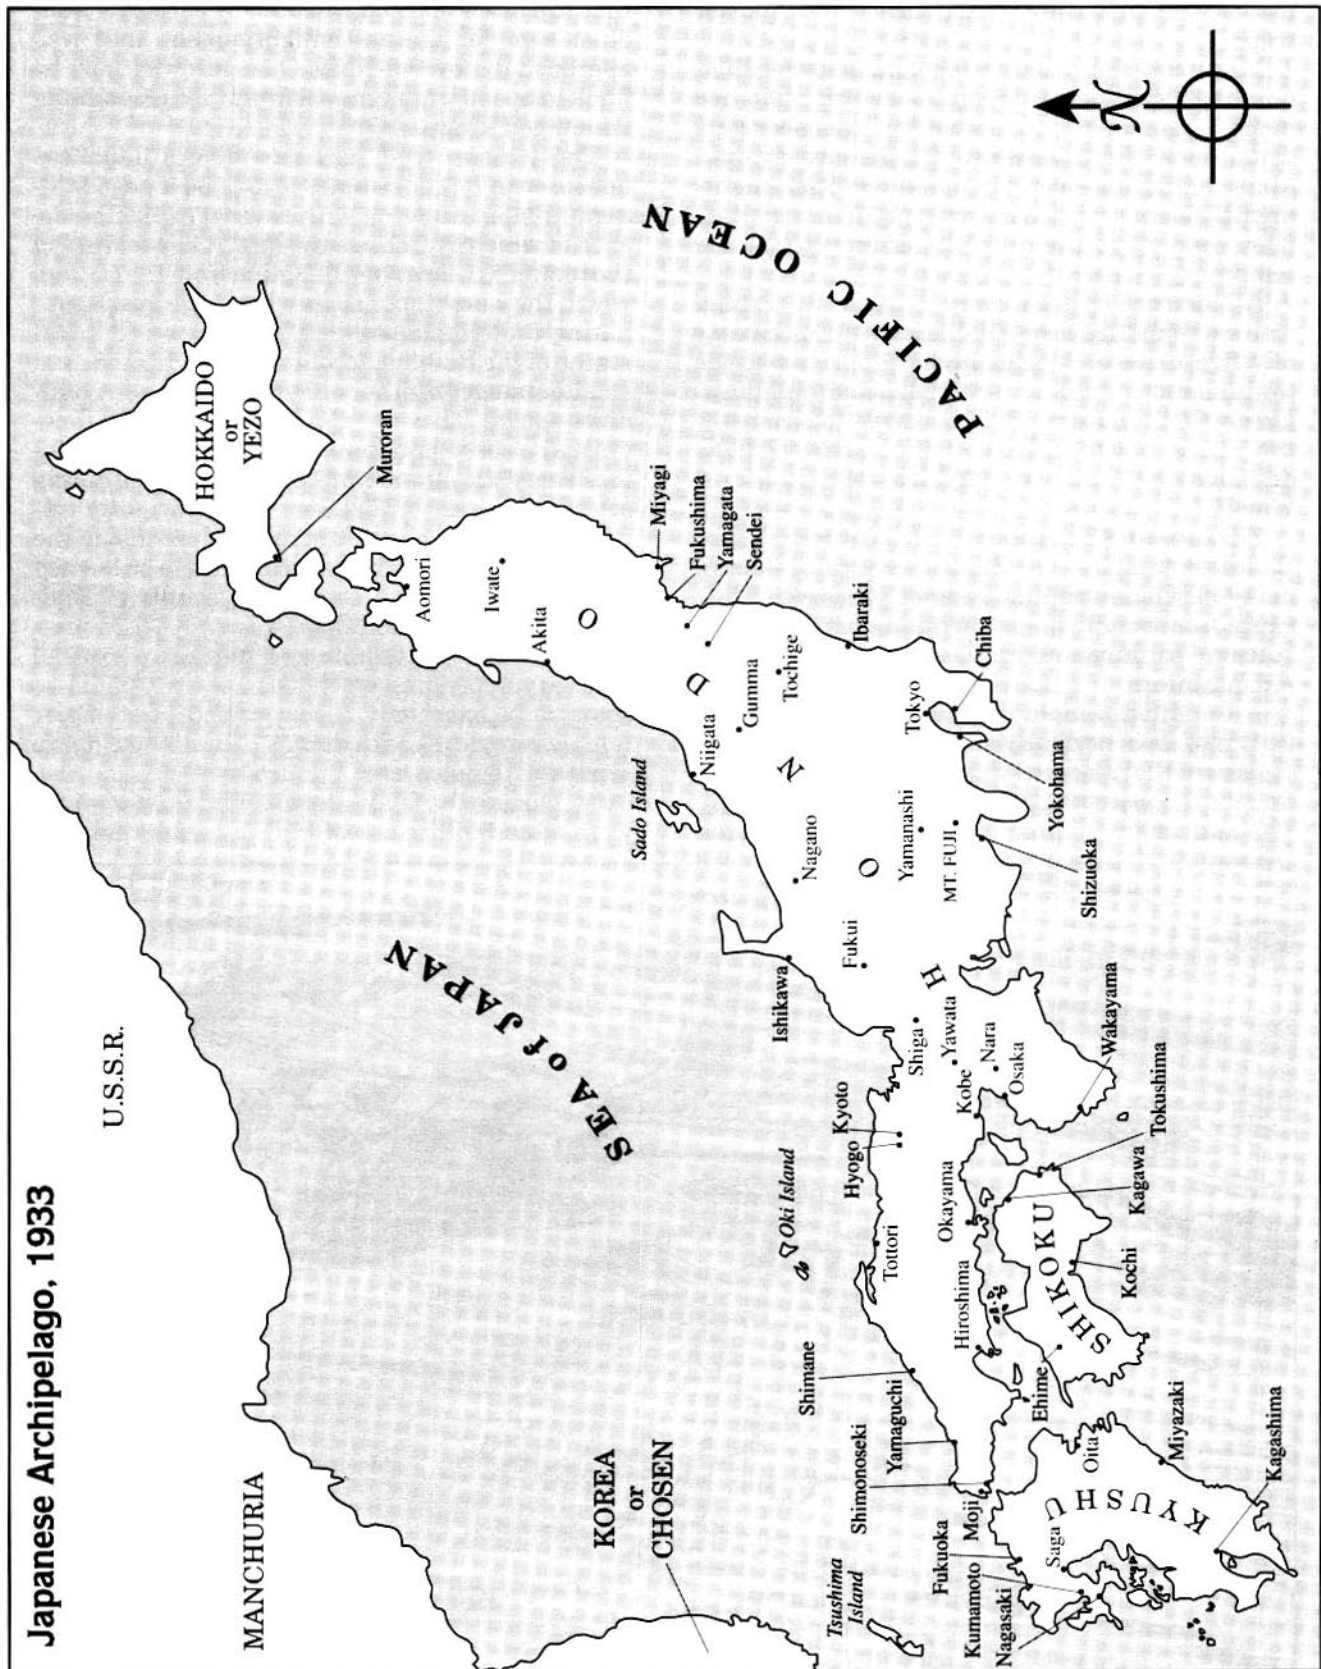 Japanese Archipelago, 1933
U.S.S.R.
MANCHURIA
KOREA
or
CHOSEN
SEA of JAPAN
PACIFIC OCEAN
N
HOKKAIDO
or
YEZO
Muroran
Aomori
Iwate
Akita
Miyagi
Fukushima
Yamagata
Sendei
Niigata
Gumma
Tochige
Ibaraki
Sado Island
Tokyo
Chiba
Yokohama
Nagano
Yamanashi
MT. FUJI
Shizuoka
HONDO
Ishikawa
Fukui
Shiga
Yawata
Nara
Kobe
Osaka
Wakayama
Kyoto
Hyogo
Oki Island
Tottori
Okayama
Hiroshima
Shimane
Yamaguchi
Shimonoseki
Tokushima
Kagawa
Kochi
SHIKOKU
Ehime
Moji
Fukuoka
Saga
Kumamoto
Nagasaki
Tsushima
Island
Oita
KYUSHU
Miyazaki
Kagashima